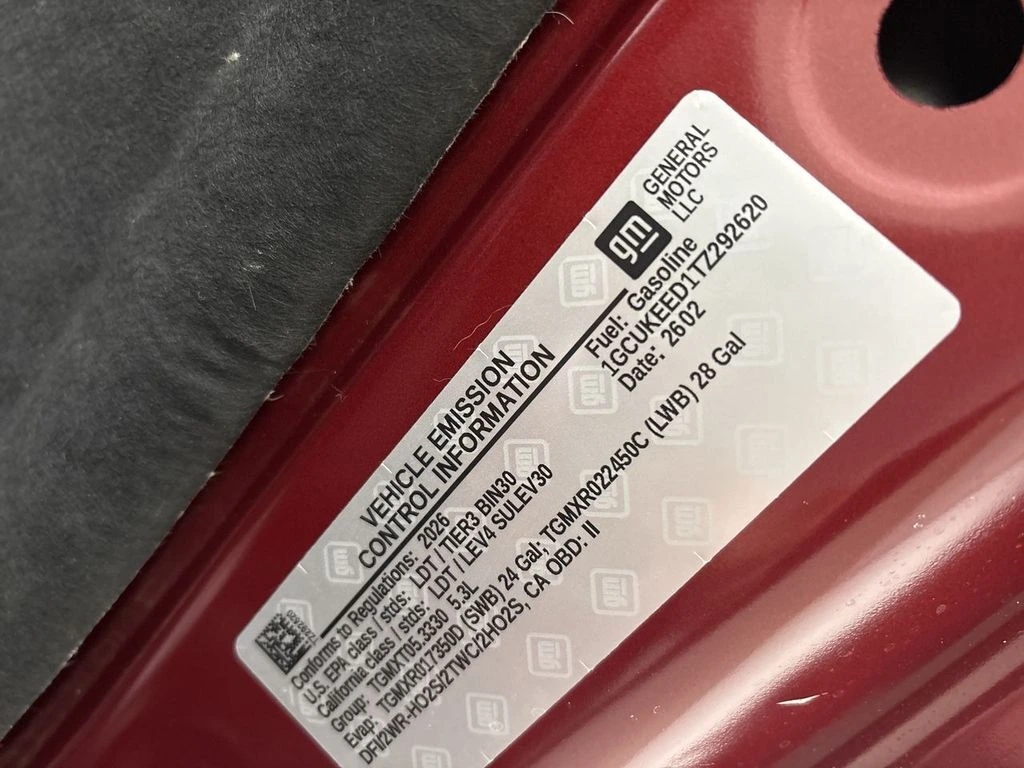 gm GENERAL MOTORS LLC
VEHICLE EMISSION
CONTROL INFORMATION
Fuel: Gasoline
1GCUKEED1TZ292620
Date: 2602
Conforms to Regulations: 2026
U.S. EPA class / stds: LDT / TIER3 BIN30
California class / stds: LDT / LEV4 SULEV30
Group: TGMXT05.3330 5.3L
Evap: TGMXR017350D (SWB) 24 Gal; TGMXR022450C (LWB) 28 Gal
DFI/2WR-HO2S/2TWC/2HO2S, CA OBD: II